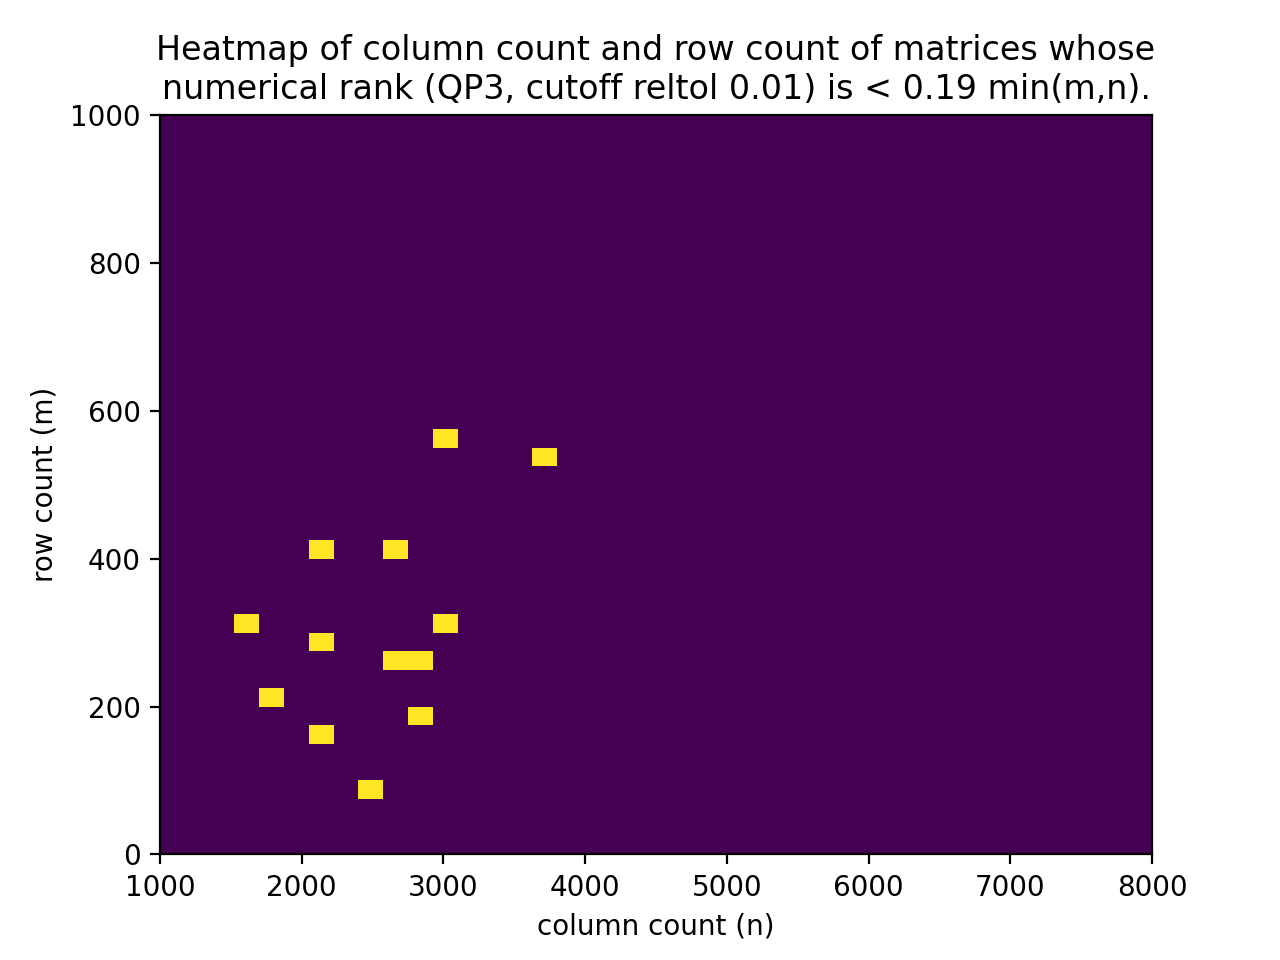 Heatmap of column count and row count of matrices whose
numerical rank (QP3, cutoff reltol 0.01) is < 0.19 min(m,n).
1000
800
600
400
200
0
row count (m)
1000 2000 3000 4000 5000 6000 7000 8000
column count (n)